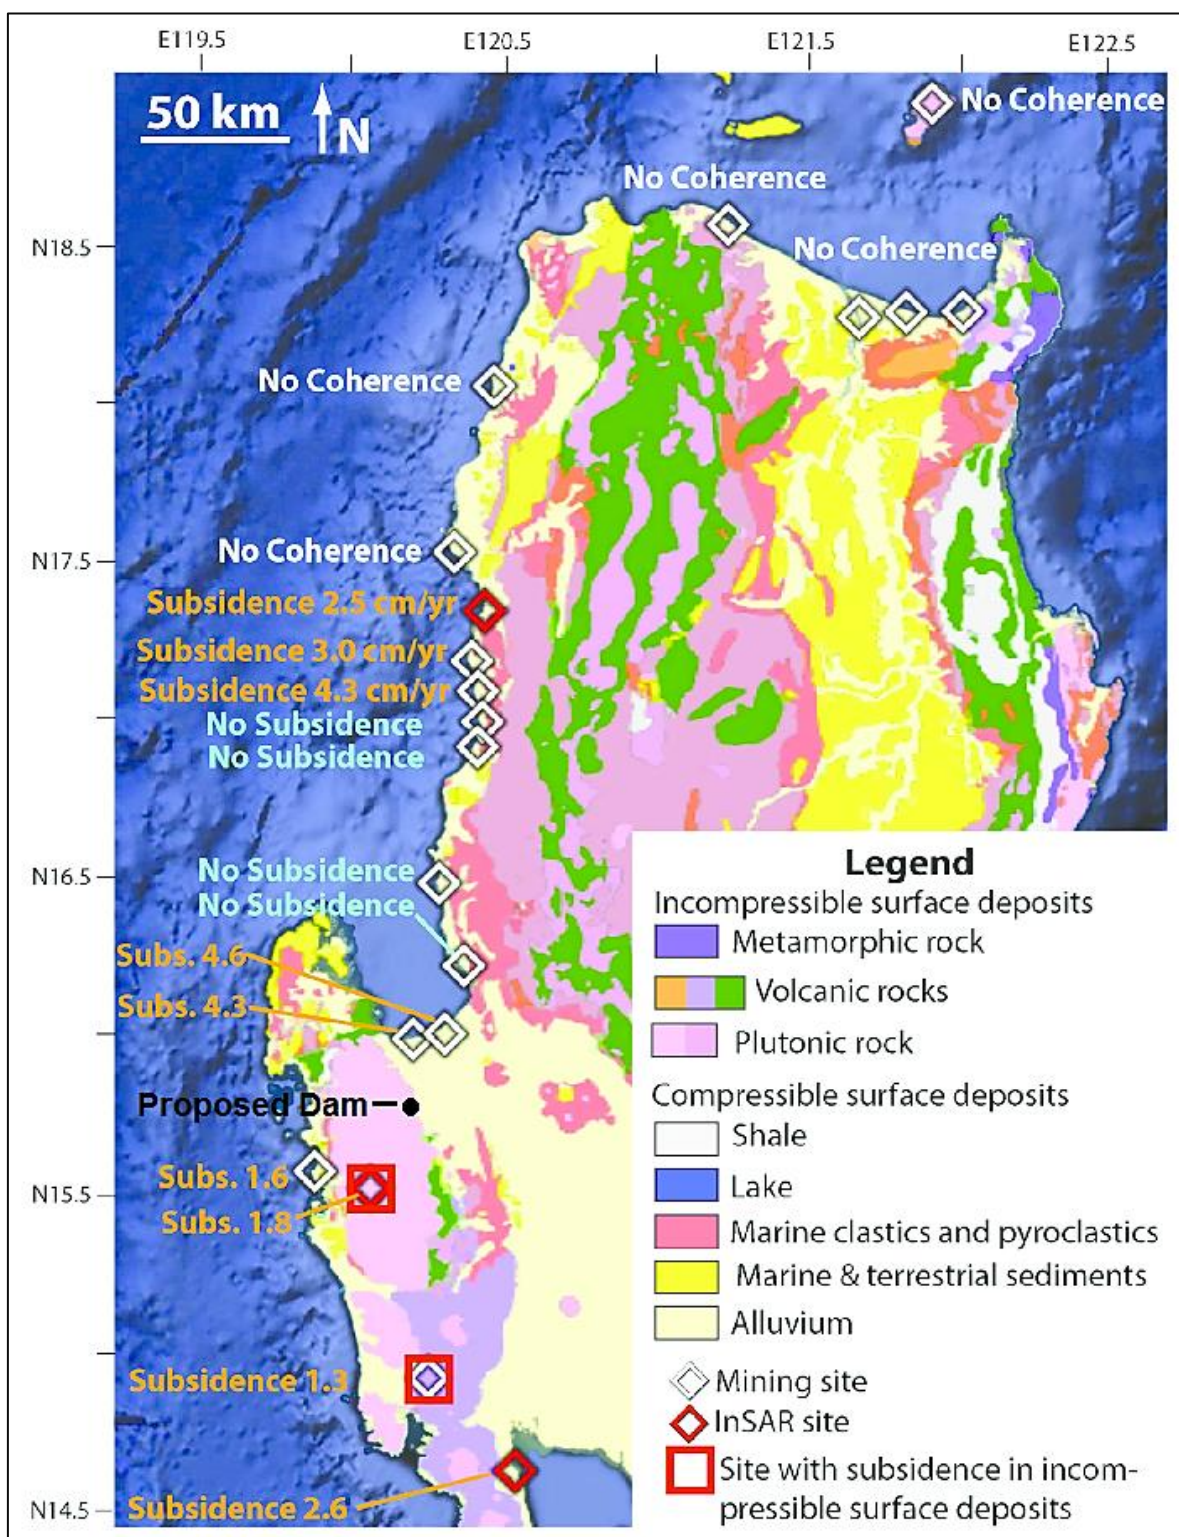 E119.5 E120.5 E121.5 E122.5
50 km
N
No Coherence
No Coherence
N18.5
No Coherence
No Coherence
No Coherence
N17.5
Subsidence 2.5 cm/yr
Subsidence 3.0 cm/yr
Subsidence 4.3 cm/yr
No Subsidence
No Subsidence
No Subsidence
N16.5
No Subsidence
Subs. 4.6
Subs. 4.3
Proposed Dam
Subs. 1.6
N15.5
Subs. 1.8
Subsidence 1.3
Subsidence 2.6
N14.5
Legend
Incompressible surface deposits
Metamorphic rock
Volcanic rocks
Plutonic rock
Compressible surface deposits
Shale
Lake
Marine clastics and pyroclastics
Marine & terrestrial sediments
Alluvium
Mining site
InSAR site
Site with subsidence in incom-
pressible surface deposits